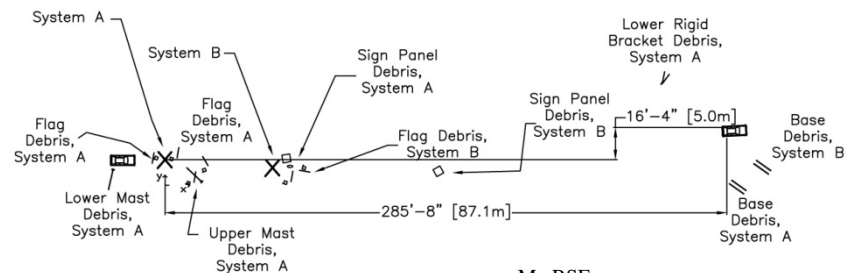 System A
System B
Flag
Debris,
System A
Sign Panel
Debris,
System A
Lower Rigid
Bracket Debris,
System A
Flag
Debris,
System A
Flag Debris,
System B
Sign Panel
Debris,
System B
16'-4" [5.0m]
Base
Debris,
System B
Lower Mast
Debris,
System A
y
x
Upper Mast
Debris,
System A
285'-8" [87.1m]
Base
Debris,
System A